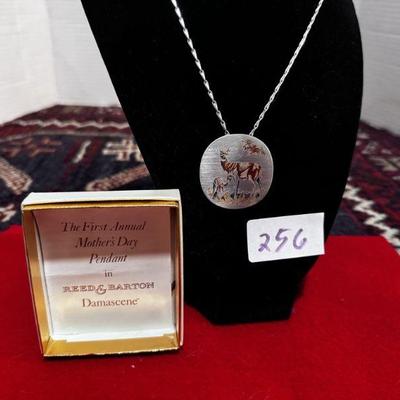 The First Annual
Mother's Day
Pendant
in
REED & BARTON
Damascene®
256